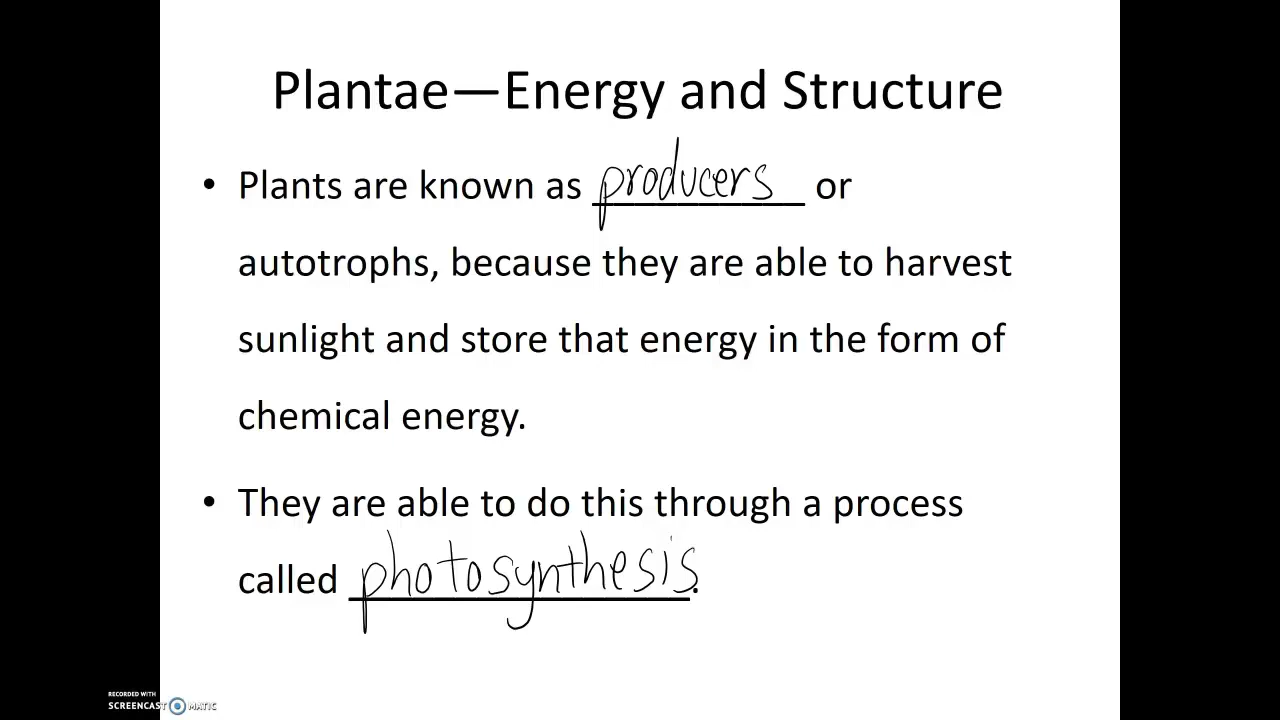 Plantae—Energy and Structure
• Plants are known as producers or
autotrophs, because they are able to harvest
sunlight and store that energy in the form of
chemical energy.
• They are able to do this through a process
called photosynthesis.
RECORDED WITH
SCREENCAST MATIC